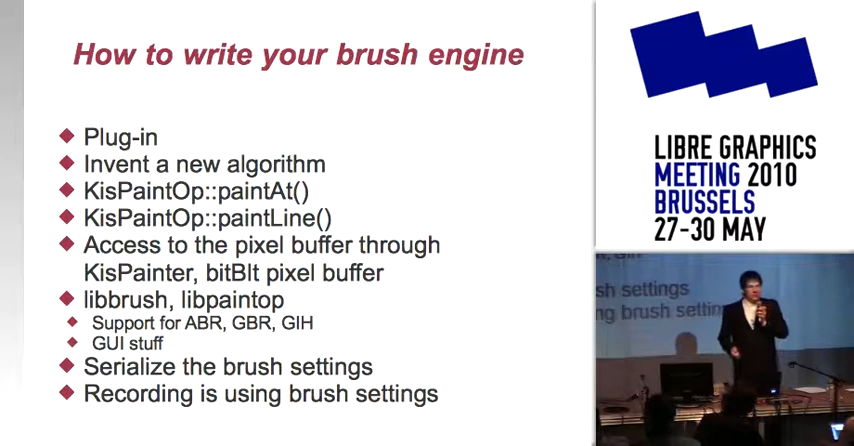 How to write your brush engine
Plug-in
Invent a new algorithm
KisPaintOp::paintAt()
KisPaintOp::paintLine()
Access to the pixel buffer through
KisPainter, bitBlt pixel buffer
libbrush, libpaintop
Support for ABR, GBR, GIH
GUI stuff
Serialize the brush settings
Recording is using brush settings
LIBRE GRAPHICS
MEETING 2010
BRUSSELS
27-30 MAY
settings
brush